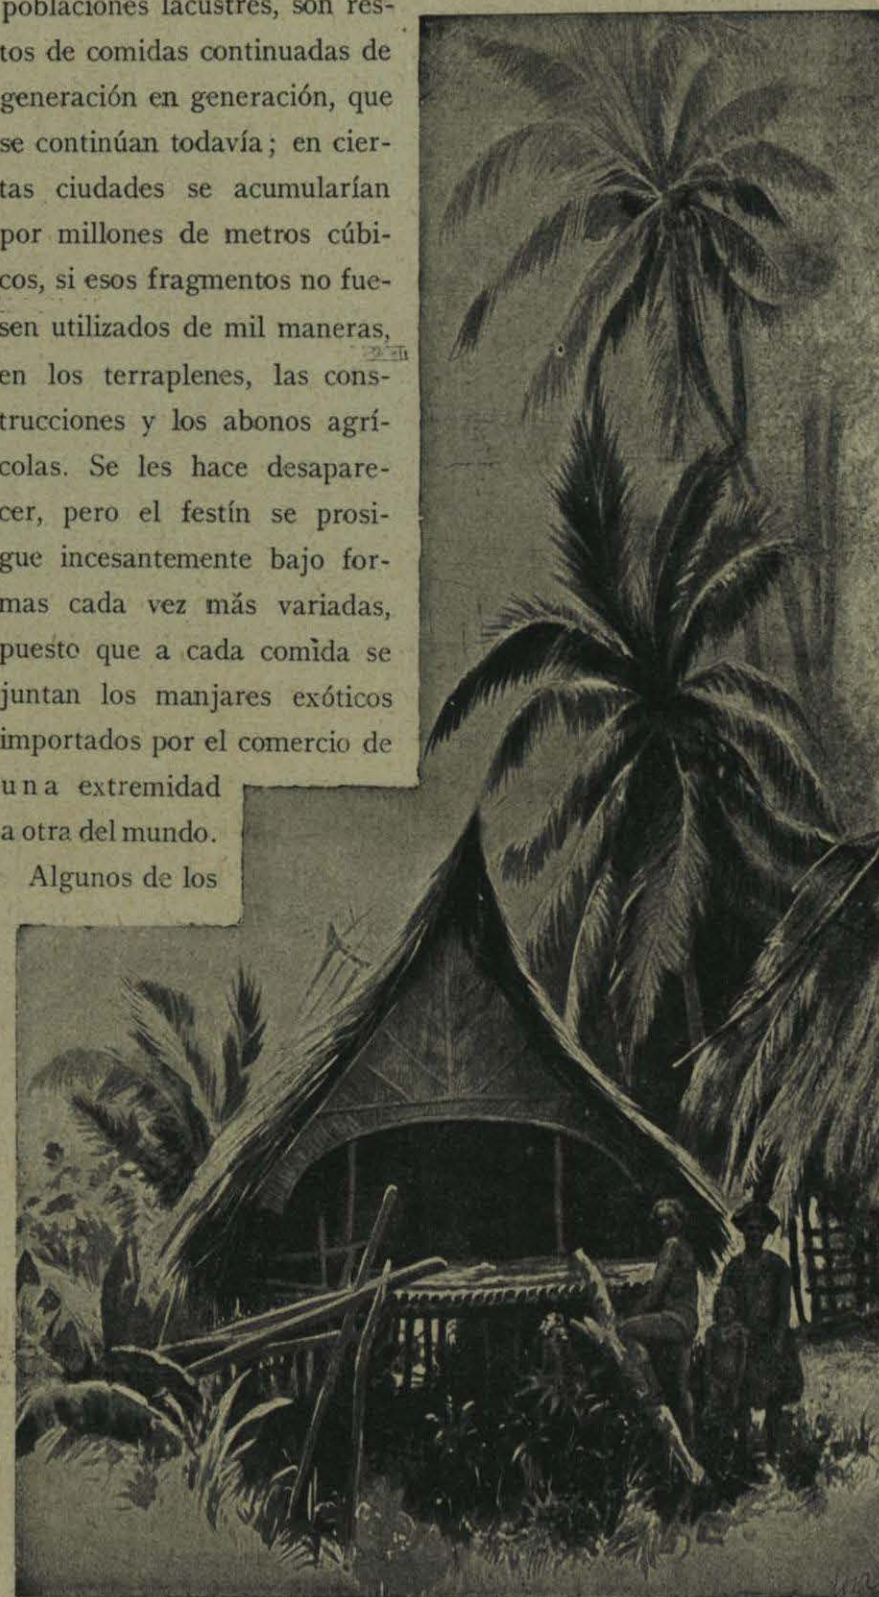 poblaciones lacustres, son res-
tos de comidas continuadas de
generación en generación, que
se continúan todavía; en cier-
tas ciudades se acumularían
por millones de metros cúbi-
cos, si esos fragmentos no fue-
sen utilizados de mil maneras,
en los terraplenes, las cons-
trucciones y los abonos agrí-
colas. Se les hace desapare-
cer, pero el festín se prosi-
gue incesantemente bajo for-
mas cada vez más variadas,
puesto que a cada comida se
juntan los manjares exóticos
importados por el comercio de
una extremidad
a otra del mundo.
Algunos de los